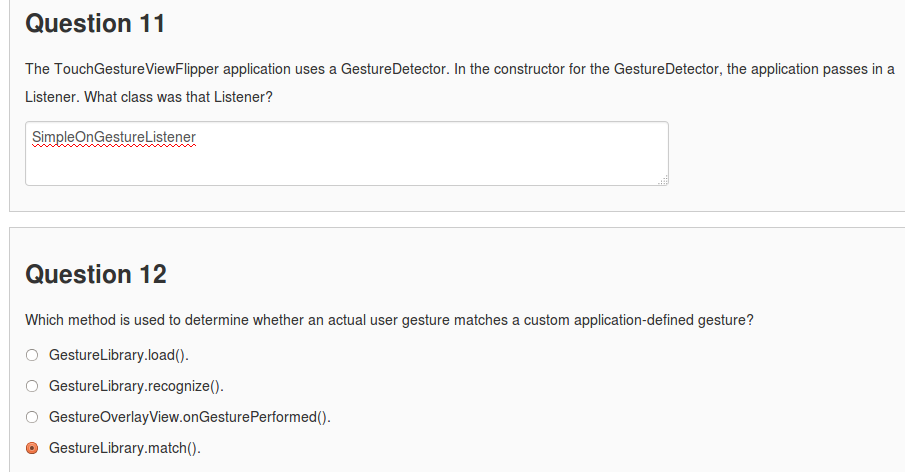 Question 11
The TouchGestureViewFlipper application uses a GestureDetector. In the constructor for the GestureDetector, the application passes in a
Listener. What class was that Listener?
SimpleOnGestureListener
Question 12
Which method is used to determine whether an actual user gesture matches a custom application-defined gesture?
GestureLibrary.load().
GestureLibrary.recognize().
GestureOverlayView.onGesturePerformed().
GestureLibrary.match().